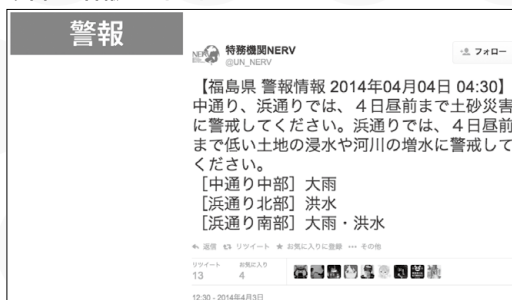 警報
特務機関NERV
@UN_NERV
フォロー
【福島県 警報情報 2014年04月04日 04:30】
中通り、浜通りでは、４日昼前まで土砂災害
に警戒してください。浜通りでは、４日昼前
まで低い土地の浸水や河川の増水に警戒して
ください。
［中通り中部］大雨
［浜通り北部］洪水
［浜通り南部］大雨・洪水
返信 リツイート お気に入りに登録 ••• その他
リツイート お気に入り
13 4
12:30 - 2014年4月3日